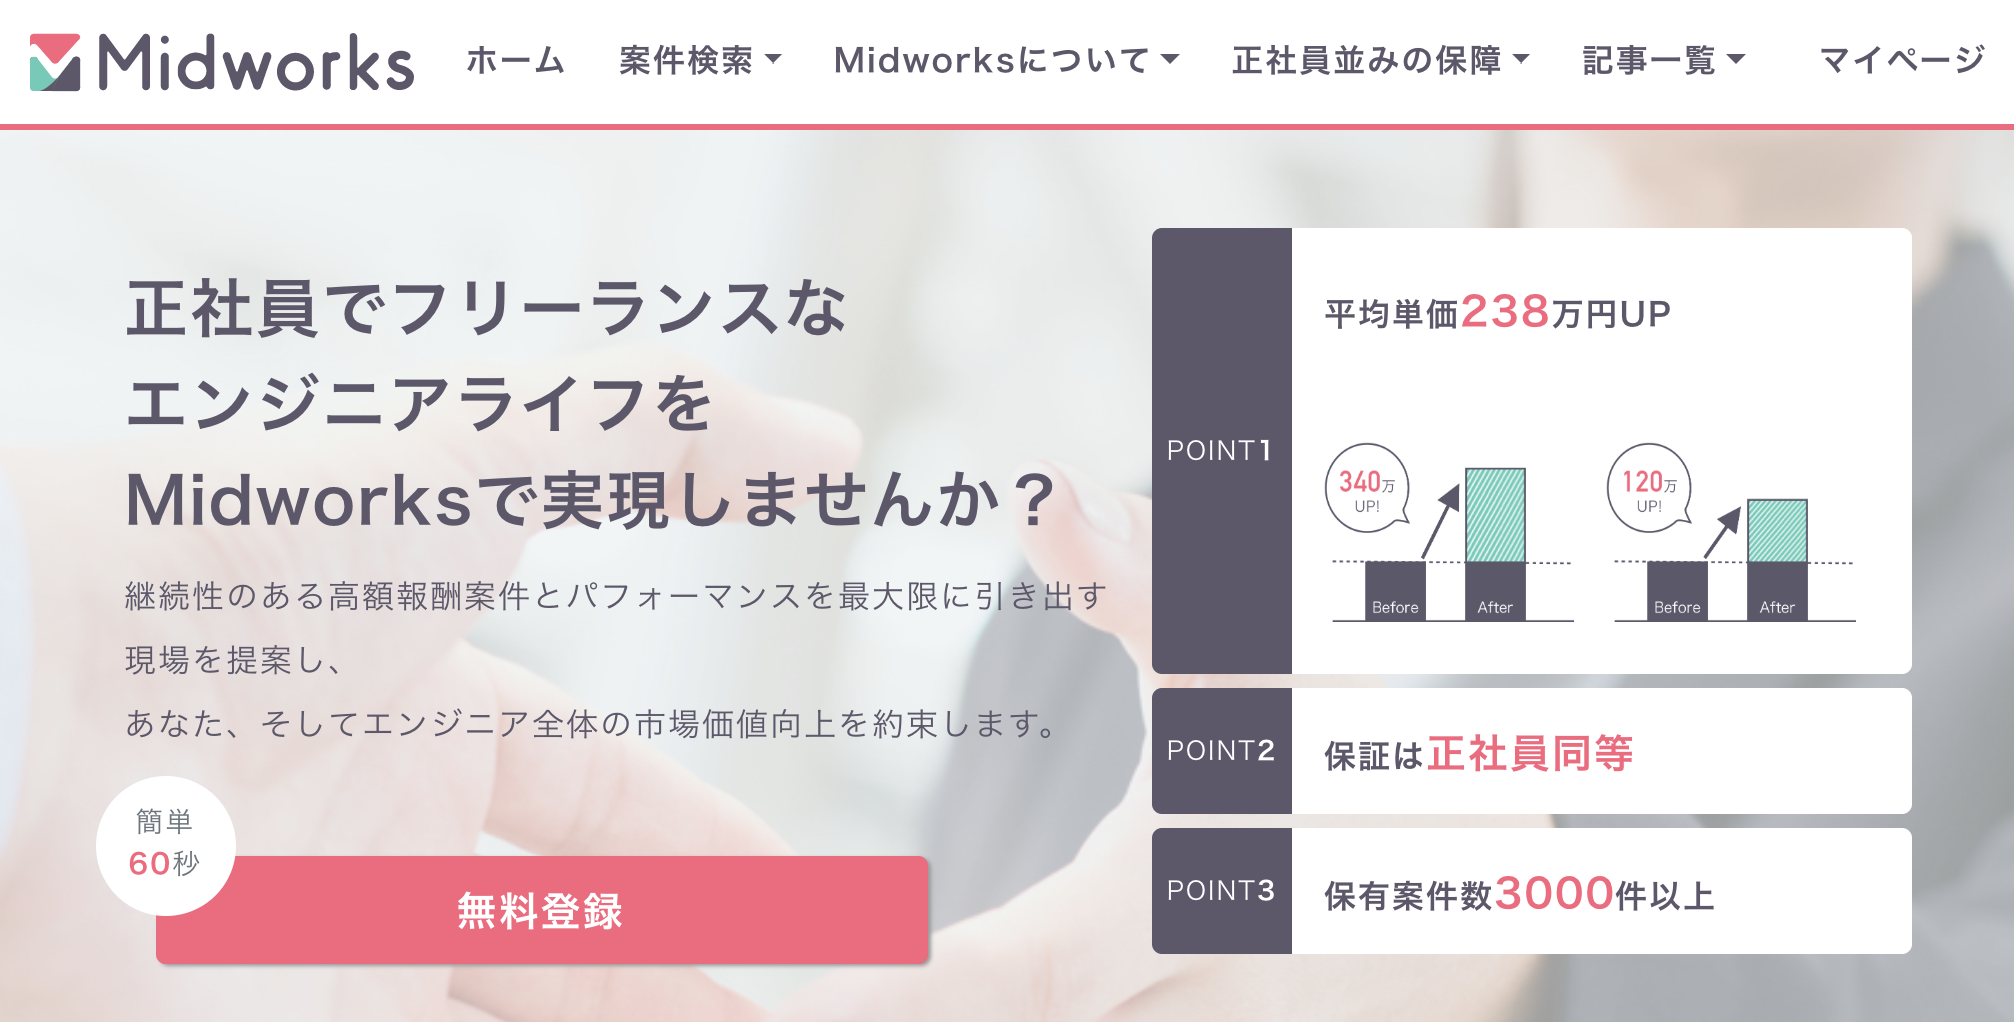 Midworks
ホーム
案件検索
Midworksについて
正社員並みの保障
記事一覧
マイページ
正社員でフリーランスな
エンジニアライフを
Midworksで実現しませんか？
継続性のある高額報酬案件とパフォーマンスを最大限に引き出す
現場を提案し、
あなた、そしてエンジニア全体の市場価値向上を約束します。
簡単
60秒
無料登録
POINT1
平均単価238万円UP
340万
UP!
Before
After
120万
UP!
Before
After
POINT2
保証は正社員同等
POINT3
保有案件数3000件以上